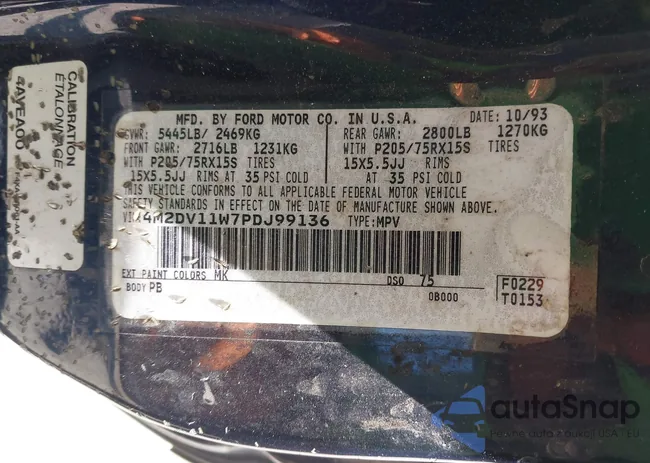 CALIBRATION
ÉTALONNAGE
4AYEA00
MFD. BY FORD MOTOR CO. IN U.S.A.
DATE: 10/93
GVWR: 5445LB/ 2469KG
FRONT GAWR: 2716LB 1231KG
WITH P205/75RX15S TIRES
15X5.5JJ RIMS AT 35 PSI COLD
REAR GAWR: 2800LB 1270KG
WITH P205/75RX15S TIRES
15X5.5JJ RIMS
AT 35 PSI COLD
THIS VEHICLE CONFORMS TO ALL APPLICABLE FEDERAL MOTOR VEHICLE
SAFETY STANDARDS IN EFFECT ON THE DATE OF MANUFACTURE SHOWN ABOVE.
VIN 4M2DV11W7PDJ99136 TYPE: MPV
EXT PAINT COLORS MK DSO 75
BODY PB 0B000
F0229
T0153
autoSnap